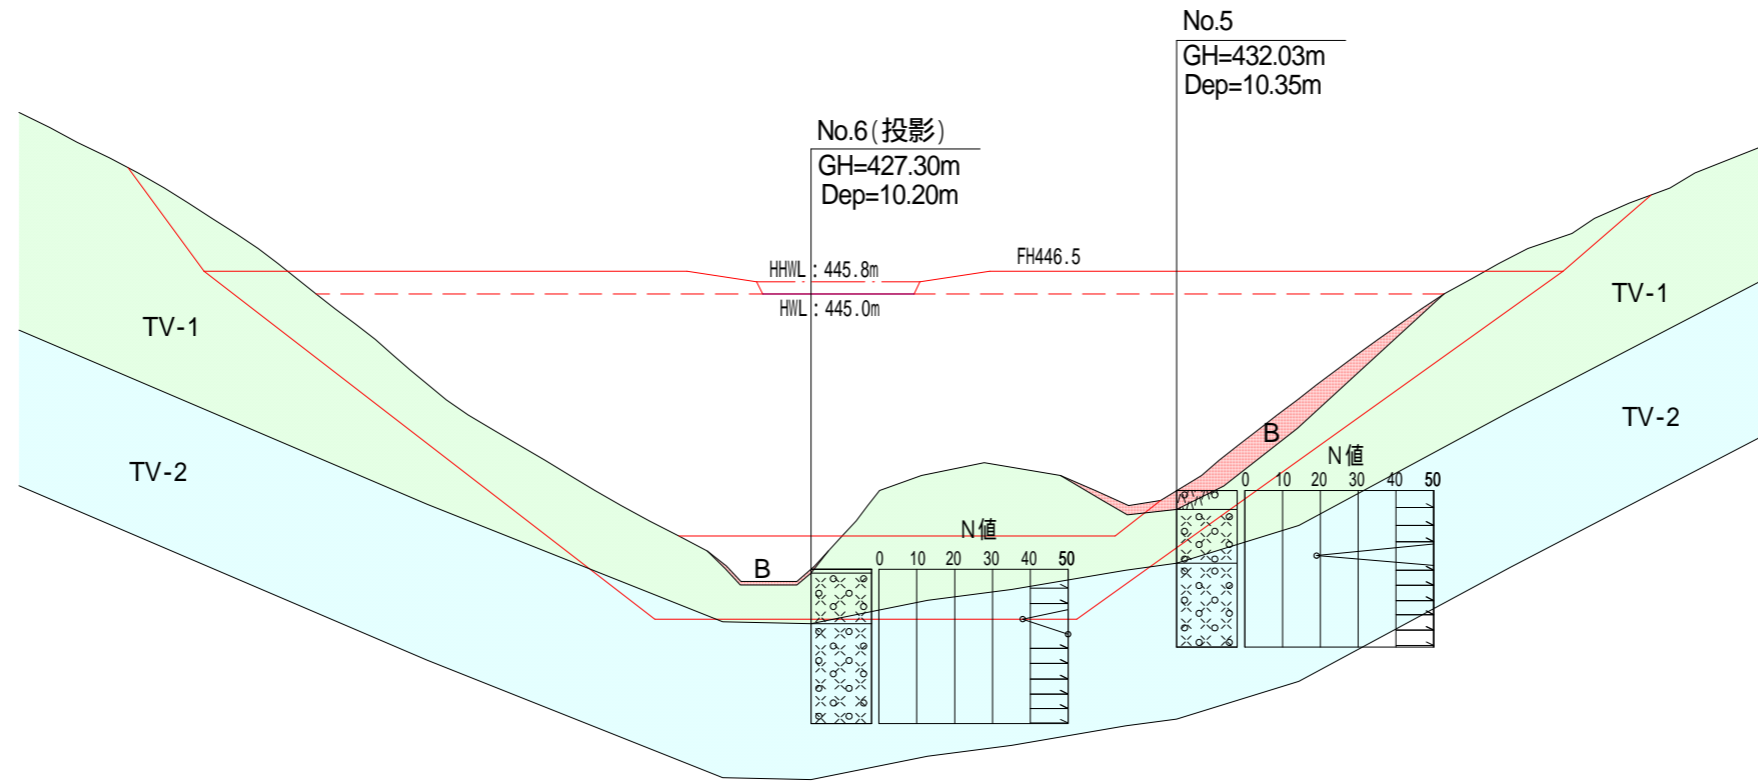 No.5
GH=432.03m
Dep=10.35m
No.6(投影)
GH=427.30m
Dep=10.20m
FH446.5
HHWL：445.8m
HWL：445.0m
TV-1
TV-1
TV-2
TV-2
B
B
N値
0 10 20 30 40 50
N値
0 10 20 30 40 50